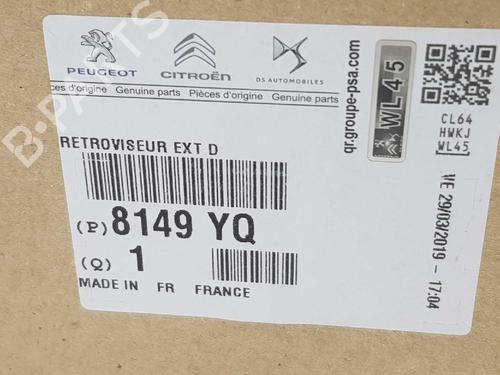 PEUGEOT CITROËN DS AUTOMOBILES
Pièces d'origine Genuine parts Pièces d'origine Genuine parts
RETROVISEUR EXT D
(P) 8149 YQ
(Q) 1
MADE IN FR FRANCE
qr.groupe-psa.com
WL45
CL64
HWKJ
WL45
VE 29/03/2019 - 17:04
B-PARTS